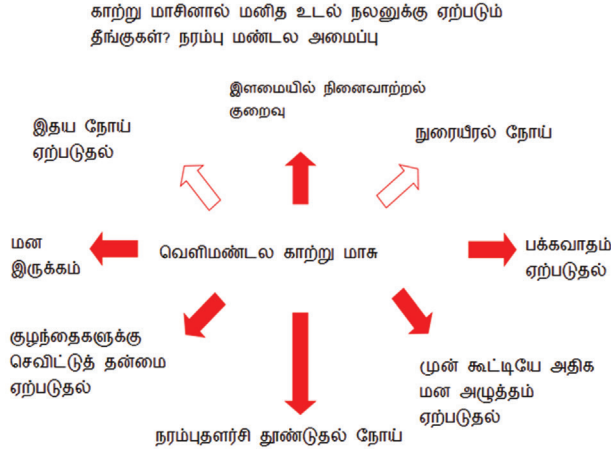 காற்று மாசினால் மனித உடல் நலனுக்கு ஏற்படும்
தீங்குகள்? நரம்பு மண்டல அமைப்பு
இளமையில் நினைவாற்றல்
குறைவு
இதய நோய்
ஏற்படுதல்
நுரையீரல் நோய்
மன
இருக்கம்
வெளிமண்டல காற்று மாசு
பக்கவாதம்
ஏற்படுதல்
குழந்தைகளுக்கு
செவிட்டுத் தன்மை
ஏற்படுதல்
முன் கூட்டியே அதிக
மன அழுத்தம்
ஏற்படுதல்
நரம்புதளர்சி தூண்டுதல் நோய்